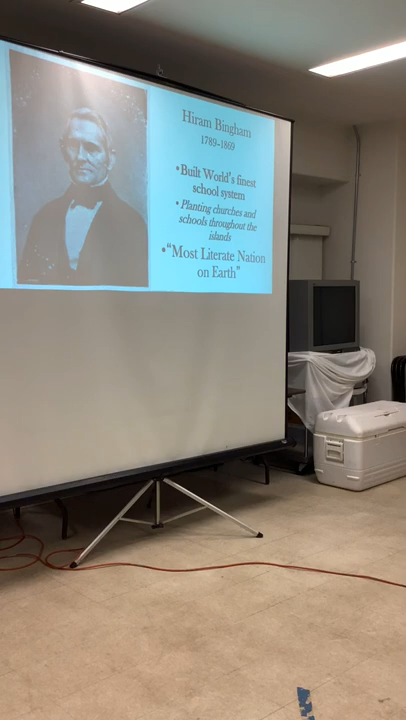 Hiram Bingham
1789-1869
•Built World's finest
school system
•Planting churches and
schools throughout the
islands
•"Most Literate Nation
on Earth"